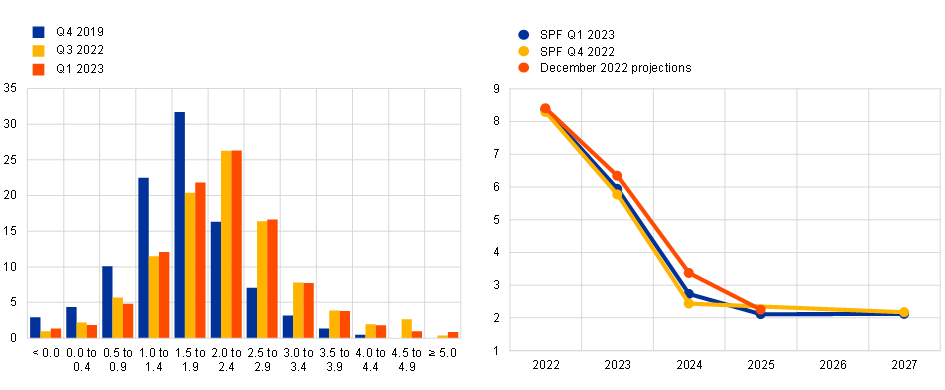 Q4 2019
Q3 2022
Q1 2023
35
30
25
20
15
10
5
0
< 0.0
0.0 to
0.4
0.5 to
0.9
1.0 to
1.4
1.5 to
1.9
2.0 to
2.4
2.5 to
2.9
3.0 to
3.4
3.5 to
3.9
4.0 to
4.4
4.5 to
4.9
≥ 5.0
SPF Q1 2023
SPF Q4 2022
December 2022 projections
9
8
7
6
5
4
3
2
1
2022
2023
2024
2025
2026
2027